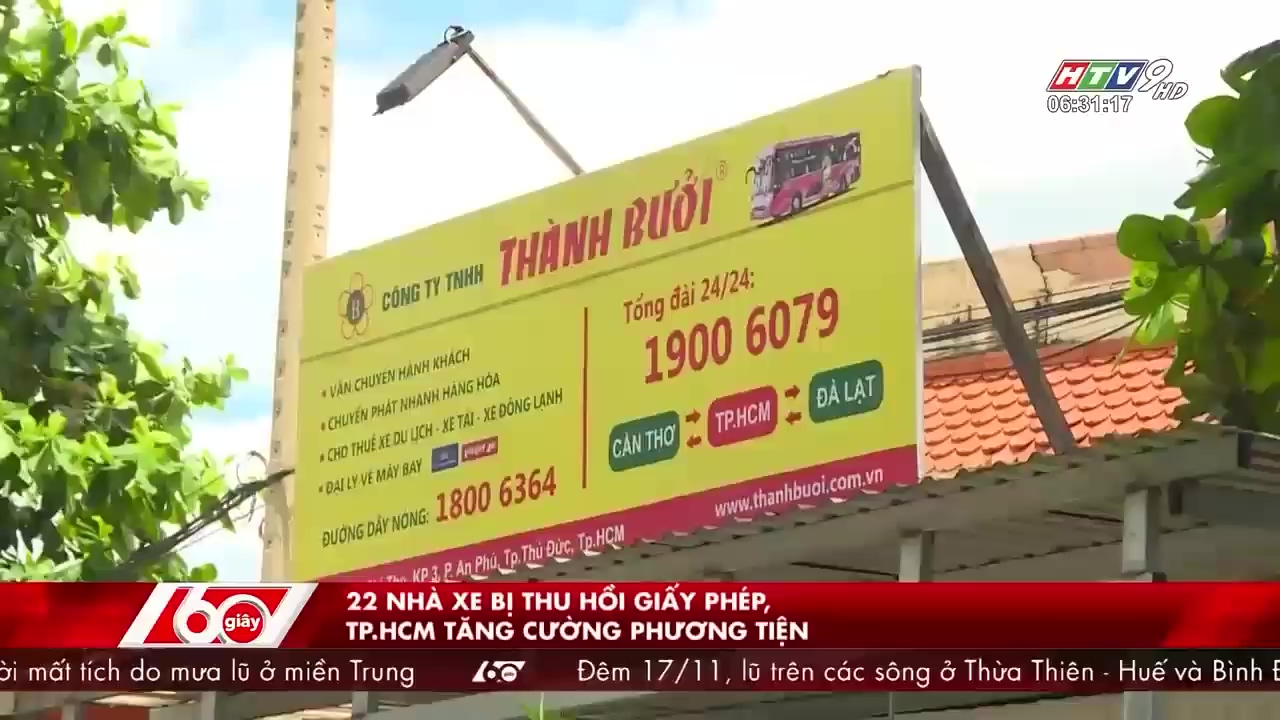 HTV9 HD
06:31:17
CÔNG TY TNHH THÀNH BƯỞI ®
• VẬN CHUYỂN HÀNH KHÁCH
• CHUYỂN PHÁT NHANH HÀNG HÓA
• CHO THUÊ XE DU LỊCH - XE TẢI - XE ĐÔNG LẠNH
• ĐẠI LÝ VÉ MÁY BAY
ĐƯỜNG DÂY NÓNG: 1800 6364
Tổng đài 24/24:
1900 6079
CẦN THƠ TP.HCM ĐÀ LẠT
www.thanhbuoi.com.vn
KP 3, P. An Phú, Tp.Thủ Đức, Tp.HCM
60 giây
22 NHÀ XE BỊ THU HỒI GIẤY PHÉP,
TP.HCM TĂNG CƯỜNG PHƯƠNG TIỆN
ời mất tích do mưa lũ ở miền Trung 60 Đêm 17/11, lũ trên các sông ở Thừa Thiên - Huế và Bình